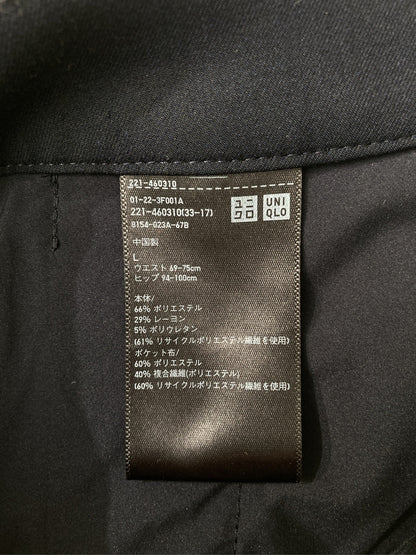 221-460310
01-22-3F001A
221-460310(33-17)
8154-023A-67B
ユニクロ
UNIQLO
中国製
L
ウエスト 69-75cm
ヒップ 94-100cm
本体/
66% ポリエステル
29% レーヨン
5% ポリウレタン
(61% リサイクルポリエステル繊維を使用)
ポケット布/
60% ポリエステル
40% 複合繊維(ポリエステル)
(60% リサイクルポリエステル繊維を使用)